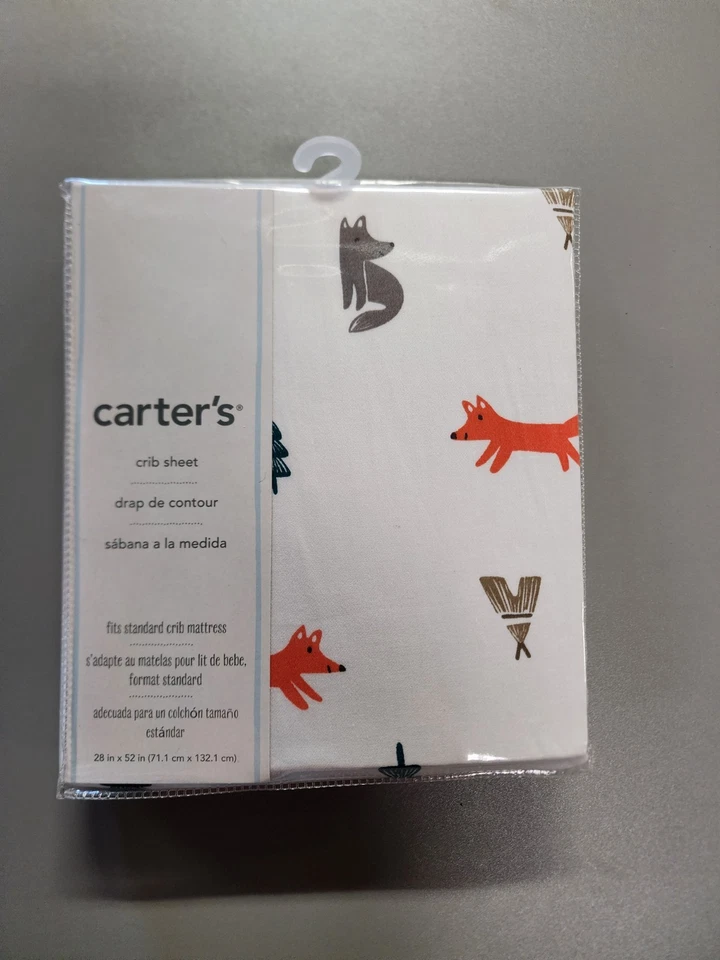 carter's®
crib sheet
drap de contour
sábana a la medida
fits standard crib mattress
s'adapte au matelas pour lit de bebe,
format standard
adecuada para un colchón tamaño
estándar
28 in x 52 in (71.1 cm x 132.1 cm)